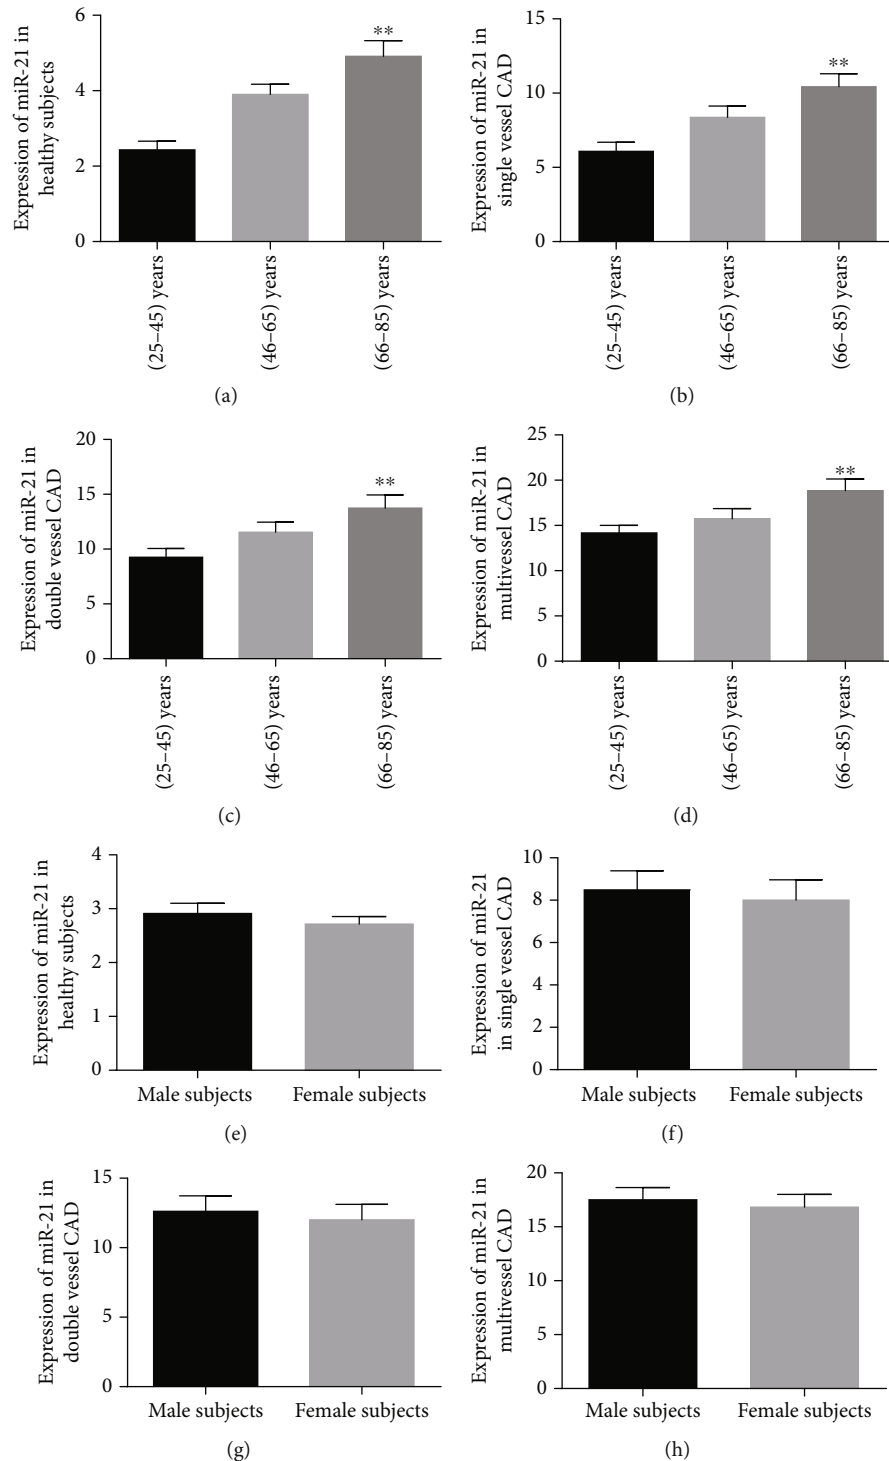 Expression of miR-21 in
healthy subjects
6
4
2
0
**
(25–45) years
(46–65) years
(66–85) years
(a)
Expression of miR-21 in
single vessel CAD
15
10
5
0
**
(25–45) years
(46–65) years
(66–85) years
(b)
Expression of miR-21 in
double vessel CAD
20
15
10
5
0
**
(25–45) years
(46–65) years
(66–85) years
(c)
Expression of miR-21 in
multivessel CAD
25
20
15
10
5
0
**
(25–45) years
(46–65) years
(66–85) years
(d)
Expression of miR-21 in
healthy subjects
4
3
2
1
0
Male subjects Female subjects
(e)
Expression of miR-21
in single vessel CAD
10
8
6
4
2
0
Male subjects Female subjects
(f)
Expression of miR-21 in
double vessel CAD
15
10
5
0
Male subjects Female subjects
(g)
Expression of miR-21 in
multivessel CAD
20
15
10
5
0
Male subjects Female subjects
(h)